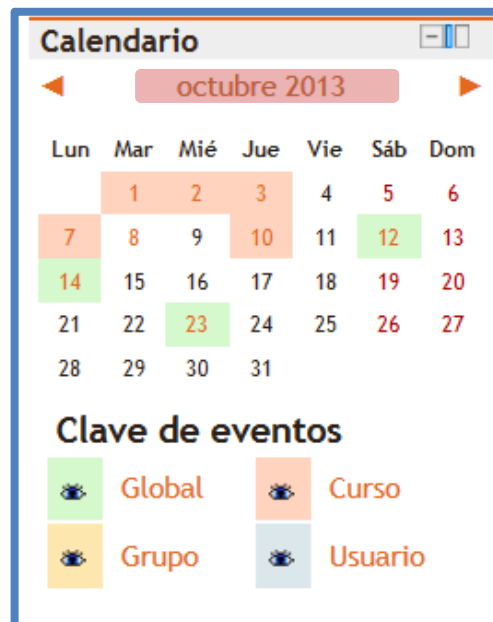 Calendario
octubre 2013
Lun Mar Mié Jue Vie Sáb Dom
1 2 3 4 5 6
7 8 9 10 11 12 13
14 15 16 17 18 19 20
21 22 23 24 25 26 27
28 29 30 31
Clave de eventos
Global Curso
Grupo Usuario